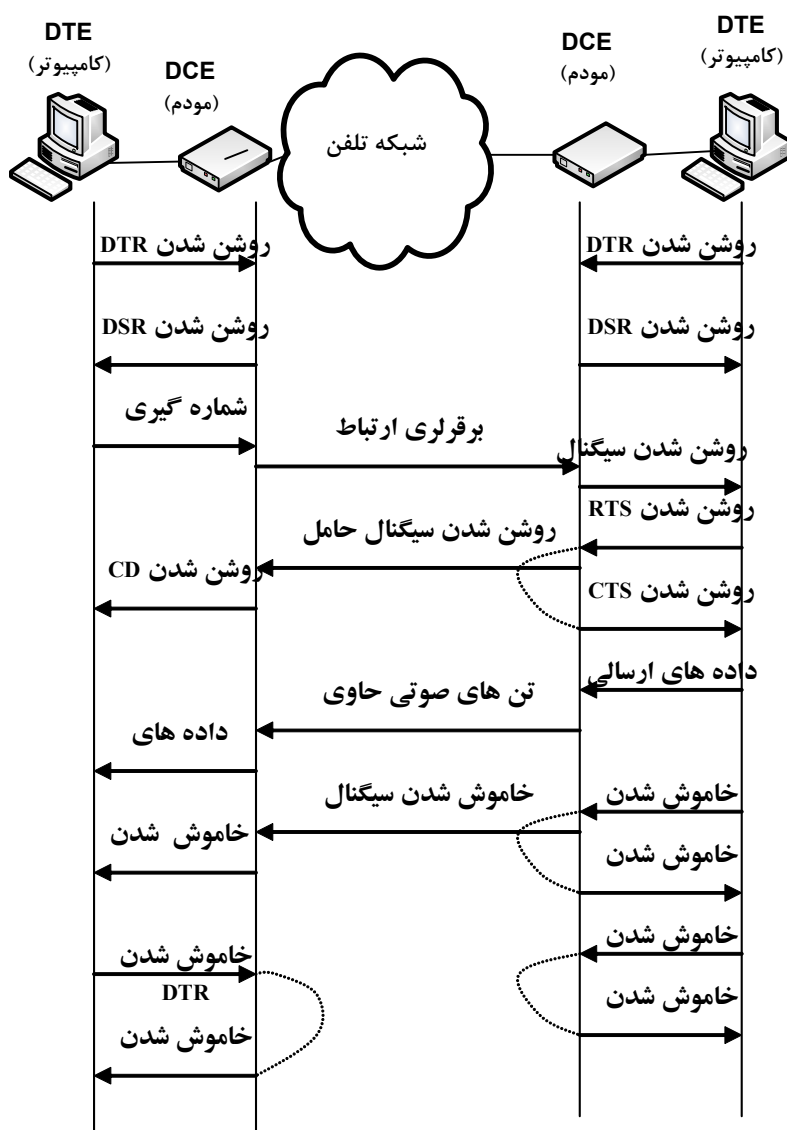 DTE
(کامپیوتر)
DCE
(مودم)
شبکه تلفن
DCE
(مودم)
DTE
(کامپیوتر)
روشن شدن DTR
روشن شدن DTR
روشن شدن DSR
روشن شدن DSR
شماره گیری
برقرلری ارتباط
روشن شدن سیگنال
روشن شدن RTS
روشن شدن سیگنال حامل
روشن شدن CD
روشن شدن CTS
داده های ارسالی
تن های صوتی حاوی
داده های
خاموش شدن
خاموش شدن سیگنال
خاموش شدن
خاموش شدن
خاموش شدن
خاموش شدن
DTR
خاموش شدن
خاموش شدن